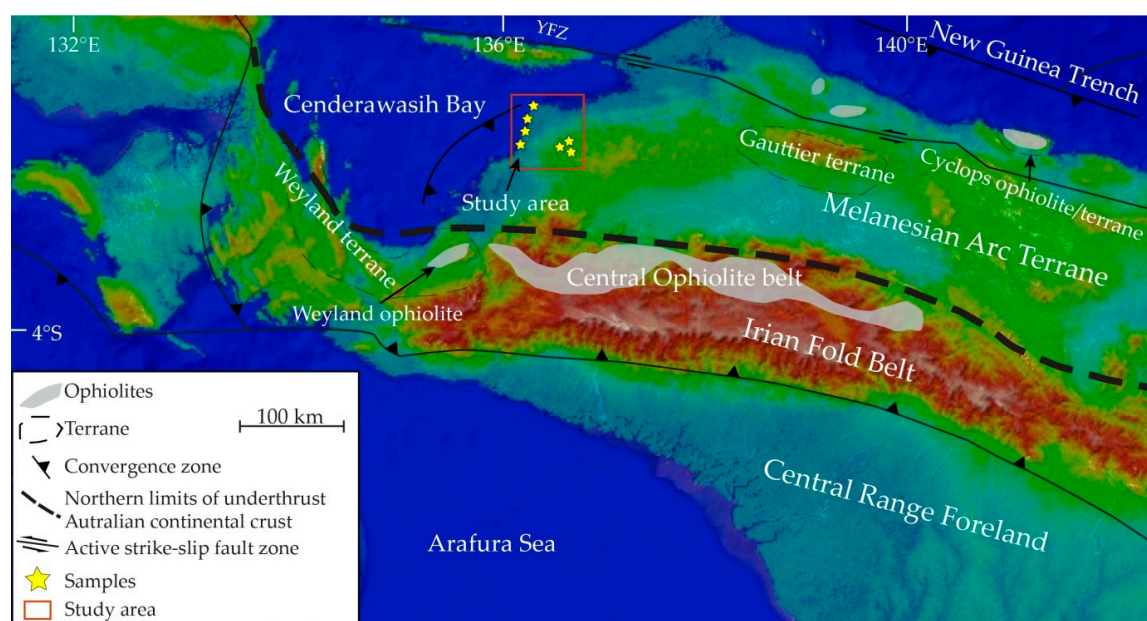 132°E
136°E
YFZ
140°E
New Guinea Trench
Cenderawasih Bay
Gauttier terrane
Cyclops ophiolite/terrane
Weyland terrane
Study area
Melanesian Arc Terrane
Central Ophiolite belt
Weyland ophiolite
4°S
Irian Fold Belt
Ophiolites
Terrane
100 km
Convergence zone
Northern limits of underthrust
Autralian continental crust
Active strike-slip fault zone
Samples
Study area
Central Range Foreland
Arafura Sea